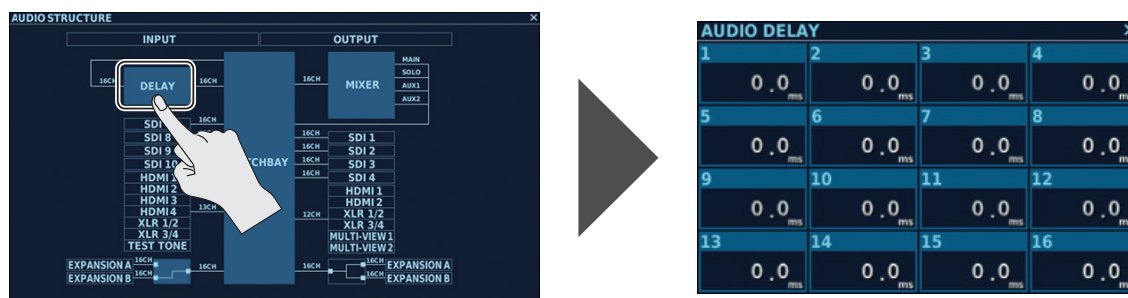 AUDIO STRUCTURE ×
INPUT OUTPUT
MAIN
SOLO
AUX1
AUX2
16CH DELAY 16CH 16CH MIXER
16CH
SDI
SDI 8
SDI 9
SDI 10
HDMI
HDMI 2
HDMI 3
HDMI 4
XLR 1/2
XLR 3/4
TEST TONE
13CH
CHBAY
16CH SDI 1
16CH SDI 2
16CH SDI 3
16CH SDI 4
HDMI 1
HDMI 2
12CH XLR 1/2
XLR 3/4
MULTI-VIEW 1
MULTI-VIEW 2
EXPANSION A 16CH
EXPANSION B 16CH
16CH
16CH
16CH EXPANSION A
16CH EXPANSION B
AUDIO DELAY
1 2 3 4
0.0 ms 0.0 ms 0.0 ms 0.0 m
5 6 7 8
0.0 ms 0.0 ms 0.0 ms 0.0 m
9 10 11 12
0.0 ms 0.0 ms 0.0 ms 0.0 m
13 14 15 16
0.0 ms 0.0 ms 0.0 ms 0.0 m